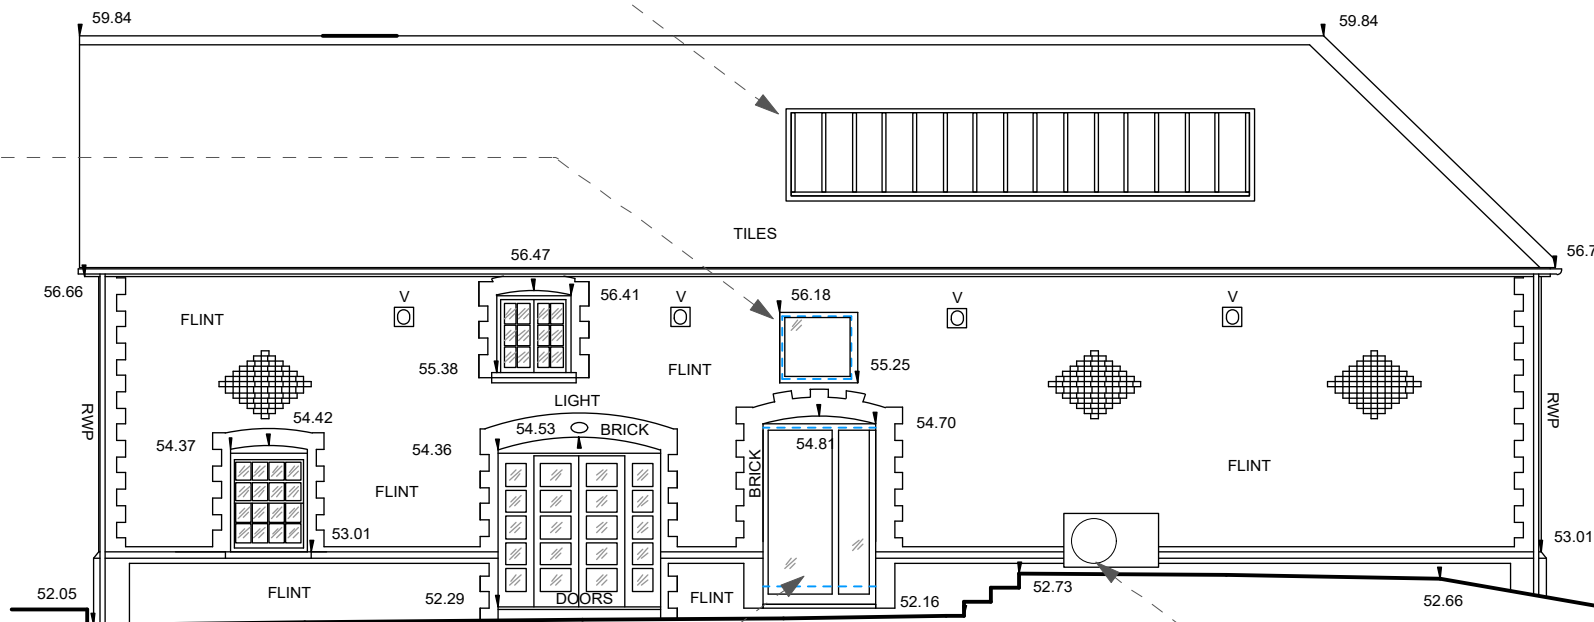 59.84
59.84
TILES
56.47
56.7
56.66
56.41
V
V
56.18
V
V
FLINT
55.38
FLINT
55.25
LIGHT
RWP
RWP
54.42
54.37
54.36
54.53
BRICK
54.81
54.70
BRICK
FLINT
FLINT
53.01
53.01
52.05
FLINT
52.29
DOORS
FLINT
52.16
52.73
52.66